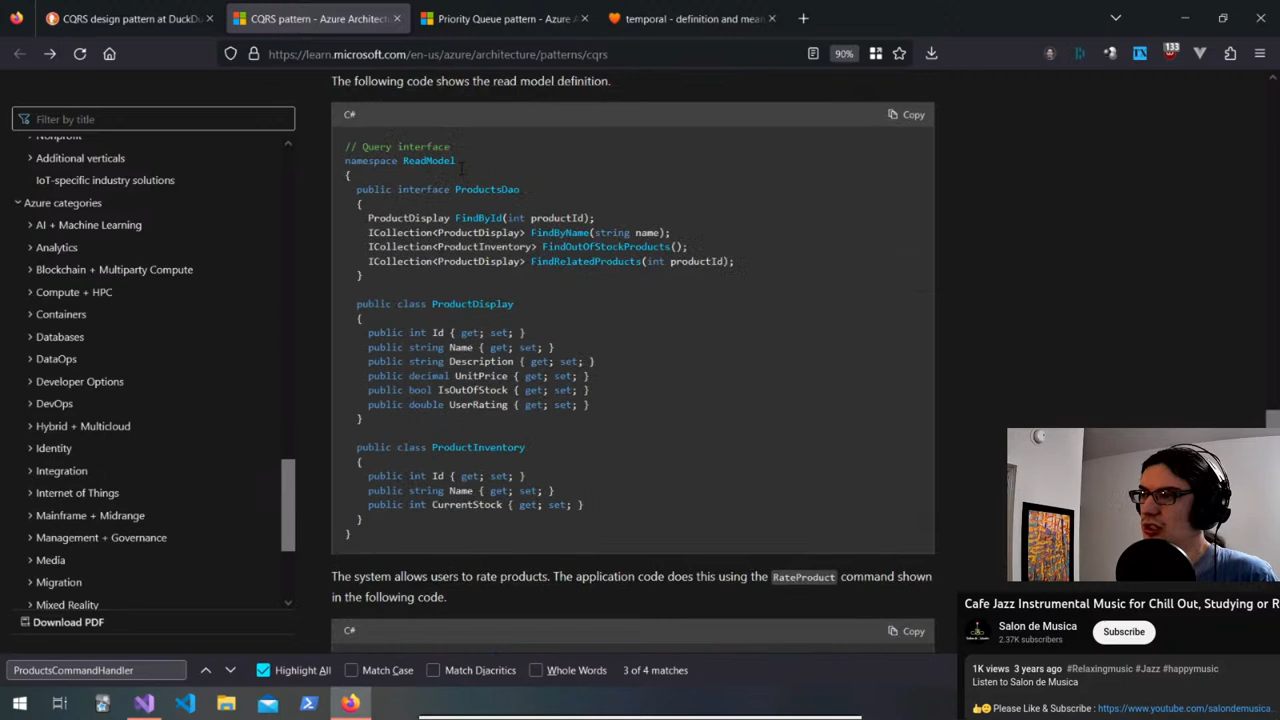 CQRS design pattern at DuckDu
CQRS pattern - Azure Architect
Priority Queue pattern - Azure A
temporal - definition and mean
https://learn.microsoft.com/en-us/azure/architecture/patterns/cqrs
90%
133
Filter by title
Nonprofit
Additional verticals
IoT-specific industry solutions
Azure categories
AI + Machine Learning
Analytics
Blockchain + Multiparty Compute
Compute + HPC
Containers
Databases
DataOps
Developer Options
DevOps
Hybrid + Multicloud
Identity
Integration
Internet of Things
Mainframe + Midrange
Management + Governance
Media
Migration
Mixed Reality
Download PDF
The following code shows the read model definition.
C#
Copy
// Query interface
namespace ReadModel
{
public interface ProductsDao
{
ProductDisplay FindById(int productId);
ICollection<ProductDisplay> FindByName(string name);
ICollection<ProductInventory> FindOutOfStockProducts();
ICollection<ProductDisplay> FindRelatedProducts(int productId);
}
public class ProductDisplay
{
public int Id { get; set; }
public string Name { get; set; }
public string Description { get; set; }
public decimal UnitPrice { get; set; }
public bool IsOutOfStock { get; set; }
public double UserRating { get; set; }
}
public class ProductInventory
{
public int Id { get; set; }
public string Name { get; set; }
public int CurrentStock { get; set; }
}
}
The system allows users to rate products. The application code does this using the RateProduct command shown
in the following code.
C#
Copy
Cafe Jazz Instrumental Music for Chill Out, Studying or R
Salon de Musica
2.37K subscribers
Subscribe
1K views 3 years ago #Relaxingmusic #Jazz #happymusic
Listen to Salon de Musica
Please Like & Subscribe : https://www.youtube.com/salondemusica...
ProductsCommandHandler
Highlight All
Match Case
Match Diacritics
Whole Words
3 of 4 matches